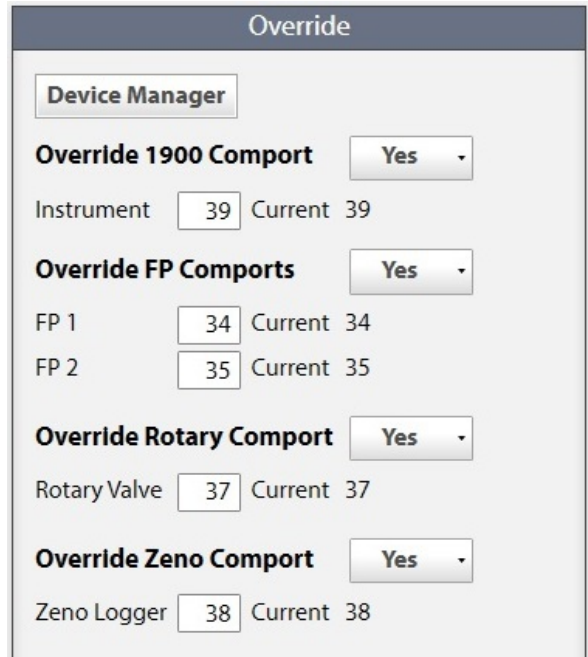 Override
Device Manager
Override 1900 Comport Yes
Instrument 39 Current 39
Override FP Comports Yes
FP 1 34 Current 34
FP 2 35 Current 35
Override Rotary Comport Yes
Rotary Valve 37 Current 37
Override Zeno Comport Yes
Zeno Logger 38 Current 38